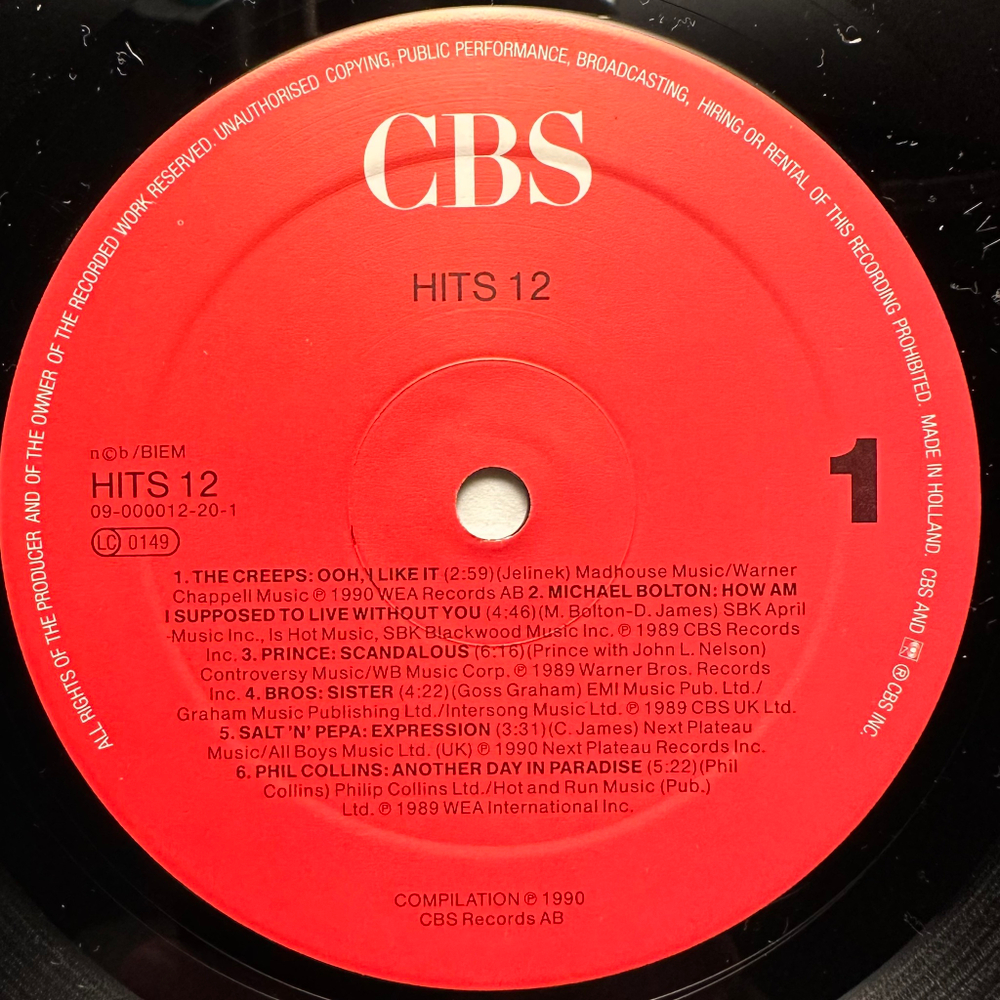 ALL RIGHTS OF THE PRODUCER AND OF THE OWNER OF THE RECORDED WORK RESERVED. UNAUTHORISED COPYING, PUBLIC PERFORMANCE, BROADCASTING, HIRING OR RENTAL OF THIS RECORDING PROHIBITED. MADE IN HOLLAND. CBS AND ® CBS INC.
CBS
HITS 12
n©b/BIEM
HITS 12
09-000012-20-1
LC 0149
1
1. THE CREEPS: OOH, I LIKE IT (2:59)(Jelinek) Madhouse Music/Warner
Chappell Music ℗ 1990 WEA Records AB 2. MICHAEL BOLTON: HOW AM
I SUPPOSED TO LIVE WITHOUT YOU (4:46)(M. Bolton-D. James) SBK April
-Music Inc., Is Hot Music, SBK Blackwood Music Inc. ℗ 1989 CBS Records
Inc. 3. PRINCE: SCANDALOUS (6:16)(Prince with John L. Nelson)
Controversy Music/WB Music Corp. ℗ 1989 Warner Bros. Records
Inc. 4. BROS: SISTER (4:22)(Goss Graham) EMI Music Pub. Ltd./
Graham Music Publishing Ltd./Intersong Music Ltd. ℗ 1989 CBS UK Ltd.
5. SALT 'N' PEPA: EXPRESSION (3:31)(C. James) Next Plateau
Music/All Boys Music Ltd. (UK) ℗ 1990 Next Plateau Records Inc.
6. PHIL COLLINS: ANOTHER DAY IN PARADISE (5:22)(Phil
Collins) Philip Collins Ltd./Hot and Run Music (Pub.)
Ltd. ℗ 1989 WEA International Inc.
COMPILATION ℗ 1990
CBS Records AB